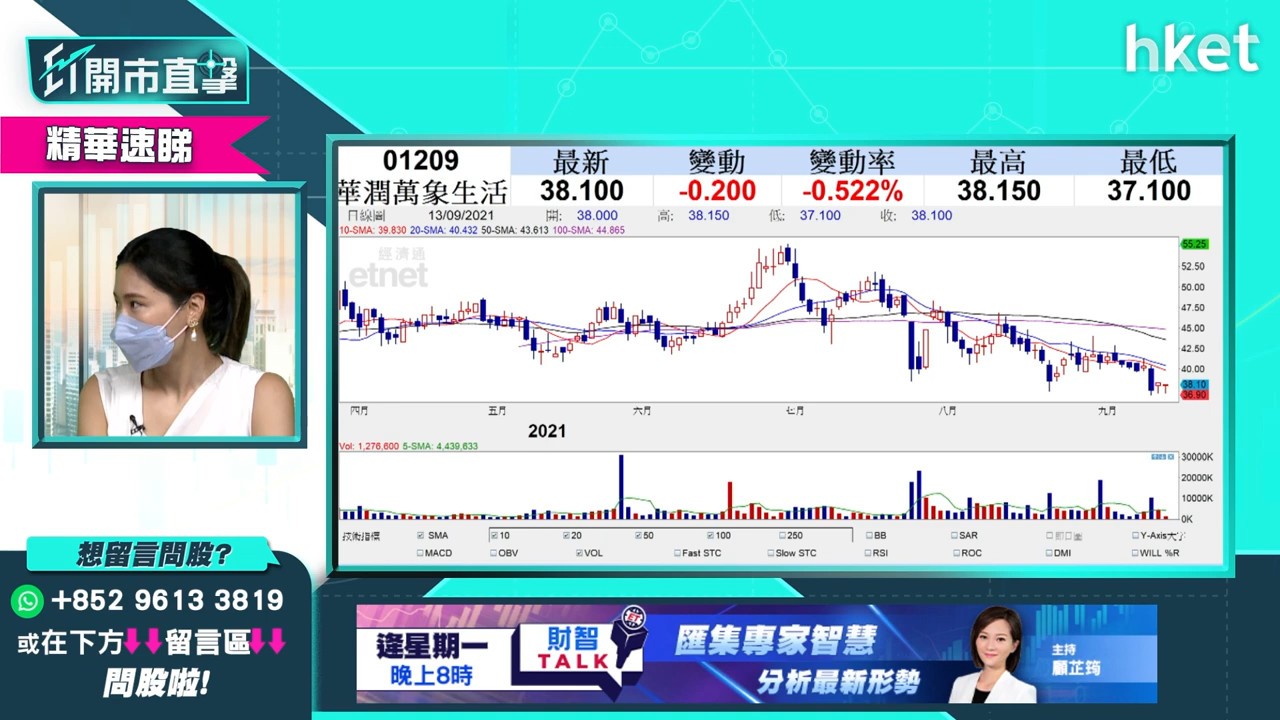 ET開市直擊
hket
精華速睇
01209
華潤萬象生活
最新 變動 變動率 最高 最低
38.100 -0.200 -0.522% 38.150 37.100
日線圖 13/09/2021 開: 38.000 高: 38.150 低: 37.100 收: 38.100
10-SMA: 39.830 20-SMA: 40.432 50-SMA: 43.613 100-SMA: 44.865
經濟通
etnet
55.25
52.50
50.00
47.50
45.00
42.50
40.00
38.10
36.90
四月 五月 六月 七月 八月 九月
2021
Vol: 1,276,600 5-SMA: 4,439,633
30000K
20000K
10000K
0K
技術指標 SMA 10 20 50 100 250 BB SAR Y-Axis大字
MACD OBV VOL Fast STC Slow STC RSI ROC DMI WILL %R
想留言問股?
+852 9613 3819
或在下方留言區
問股啦!
逢星期一
晚上8時
財智
TALK
匯集專家智慧
分析最新形勢
主持
顧芷筠